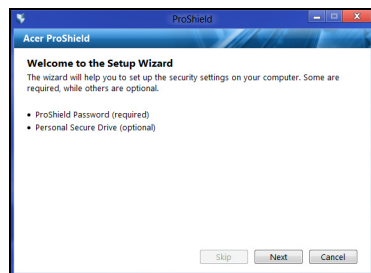 ProShield
Acer ProShield
Welcome to the Setup Wizard
The wizard will help you to set up the security settings on your computer. Some are
required, while others are optional.
• ProShield Password (required)
• Personal Secure Drive (optional)
Skip Next Cancel